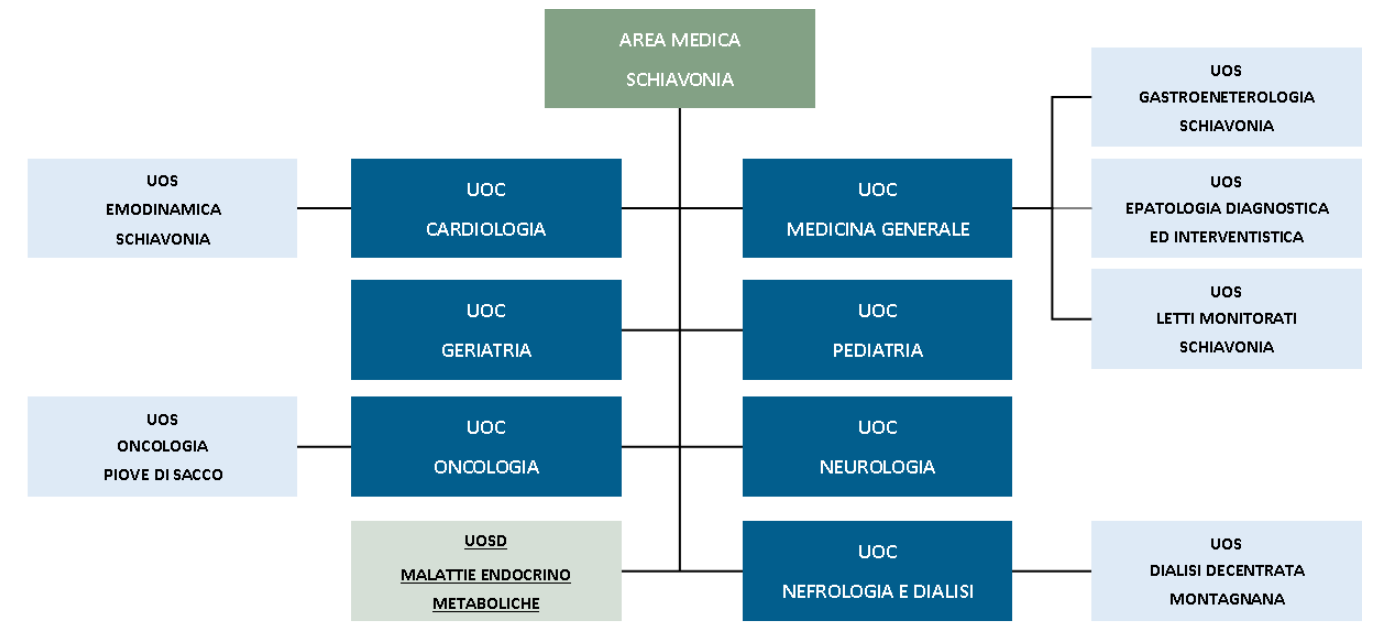 AREA MEDICA
SCHIAVONIA
UOS
GASTROENETEROLOGIA
SCHIAVONIA
UOS
EMODINAMICA
SCHIAVONIA
UOC
CARDIOLOGIA
UOC
MEDICINA GENERALE
UOS
EPATOLOGIA DIAGNOSTICA
ED INTERVENTISTICA
UOC
GERIATRIA
UOC
PEDIATRIA
UOS
LETTI MONITORATI
SCHIAVONIA
UOS
ONCOLOGIA
PIOVE DI SACCO
UOC
ONCOLOGIA
UOC
NEUROLOGIA
UOSD
MALATTIE ENDOCRINO
METABOLICHE
UOC
NEFROLOGIA E DIALISI
UOS
DIALISI DECENTRATA
MONTAGNANA